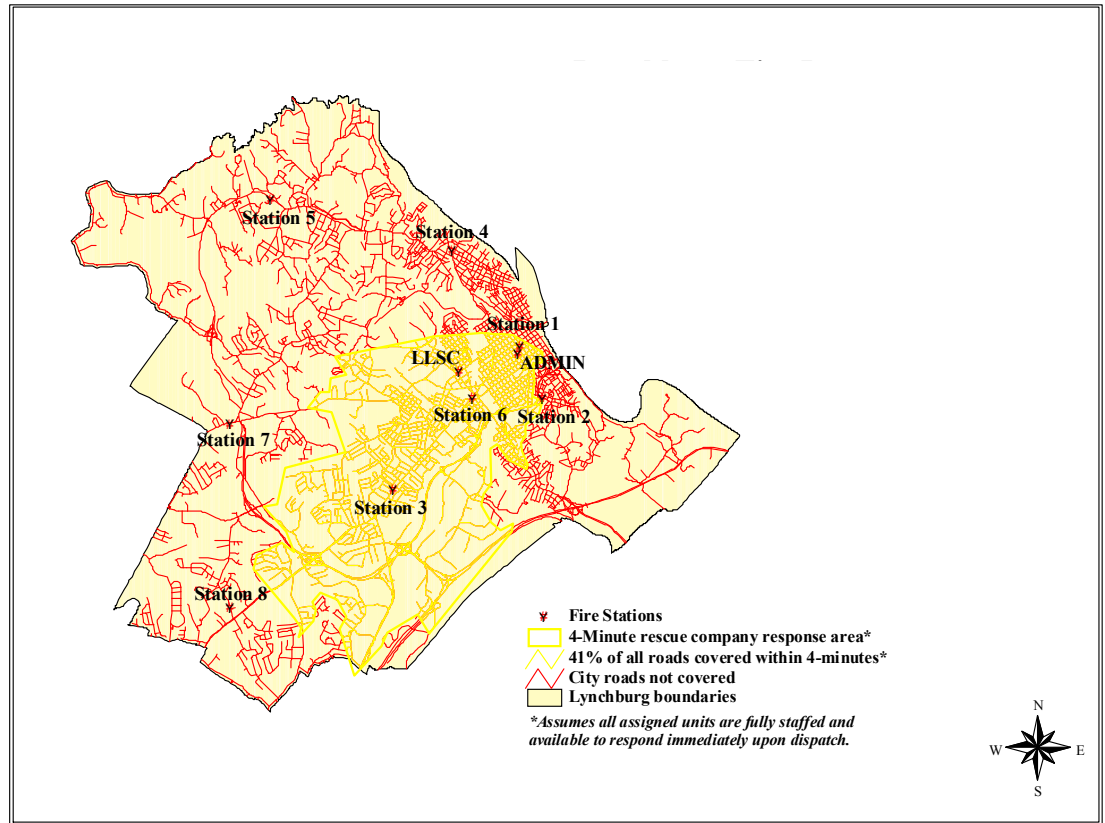 Station 5
Station 4
Station 1
LLSC
ADMIN
Station 6
Station 2
Station 7
Station 3
Station 8
Fire Stations
4-Minute rescue company response area*
41% of all roads covered within 4-minutes*
City roads not covered
Lynchburg boundaries
*Assumes all assigned units are fully staffed and
available to respond immediately upon dispatch.
N
W E
S